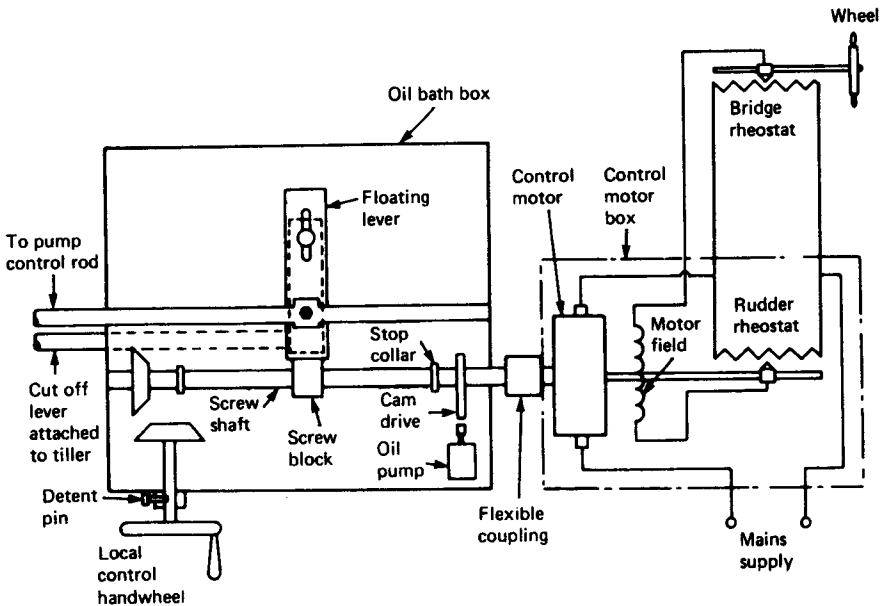 Wheel
Bridge
rheostat
Oil bath box
Control
motor
Control
motor
box
Floating
lever
To pump
control rod
Rudder
rheostat
Motor
field
Stop
collar
Cut off
lever
attached
to tiller
Screw
shaft
Screw
block
Cam
drive
Oil
pump
Detent
pin
Flexible
coupling
Mains
supply
Local
control
handwheel